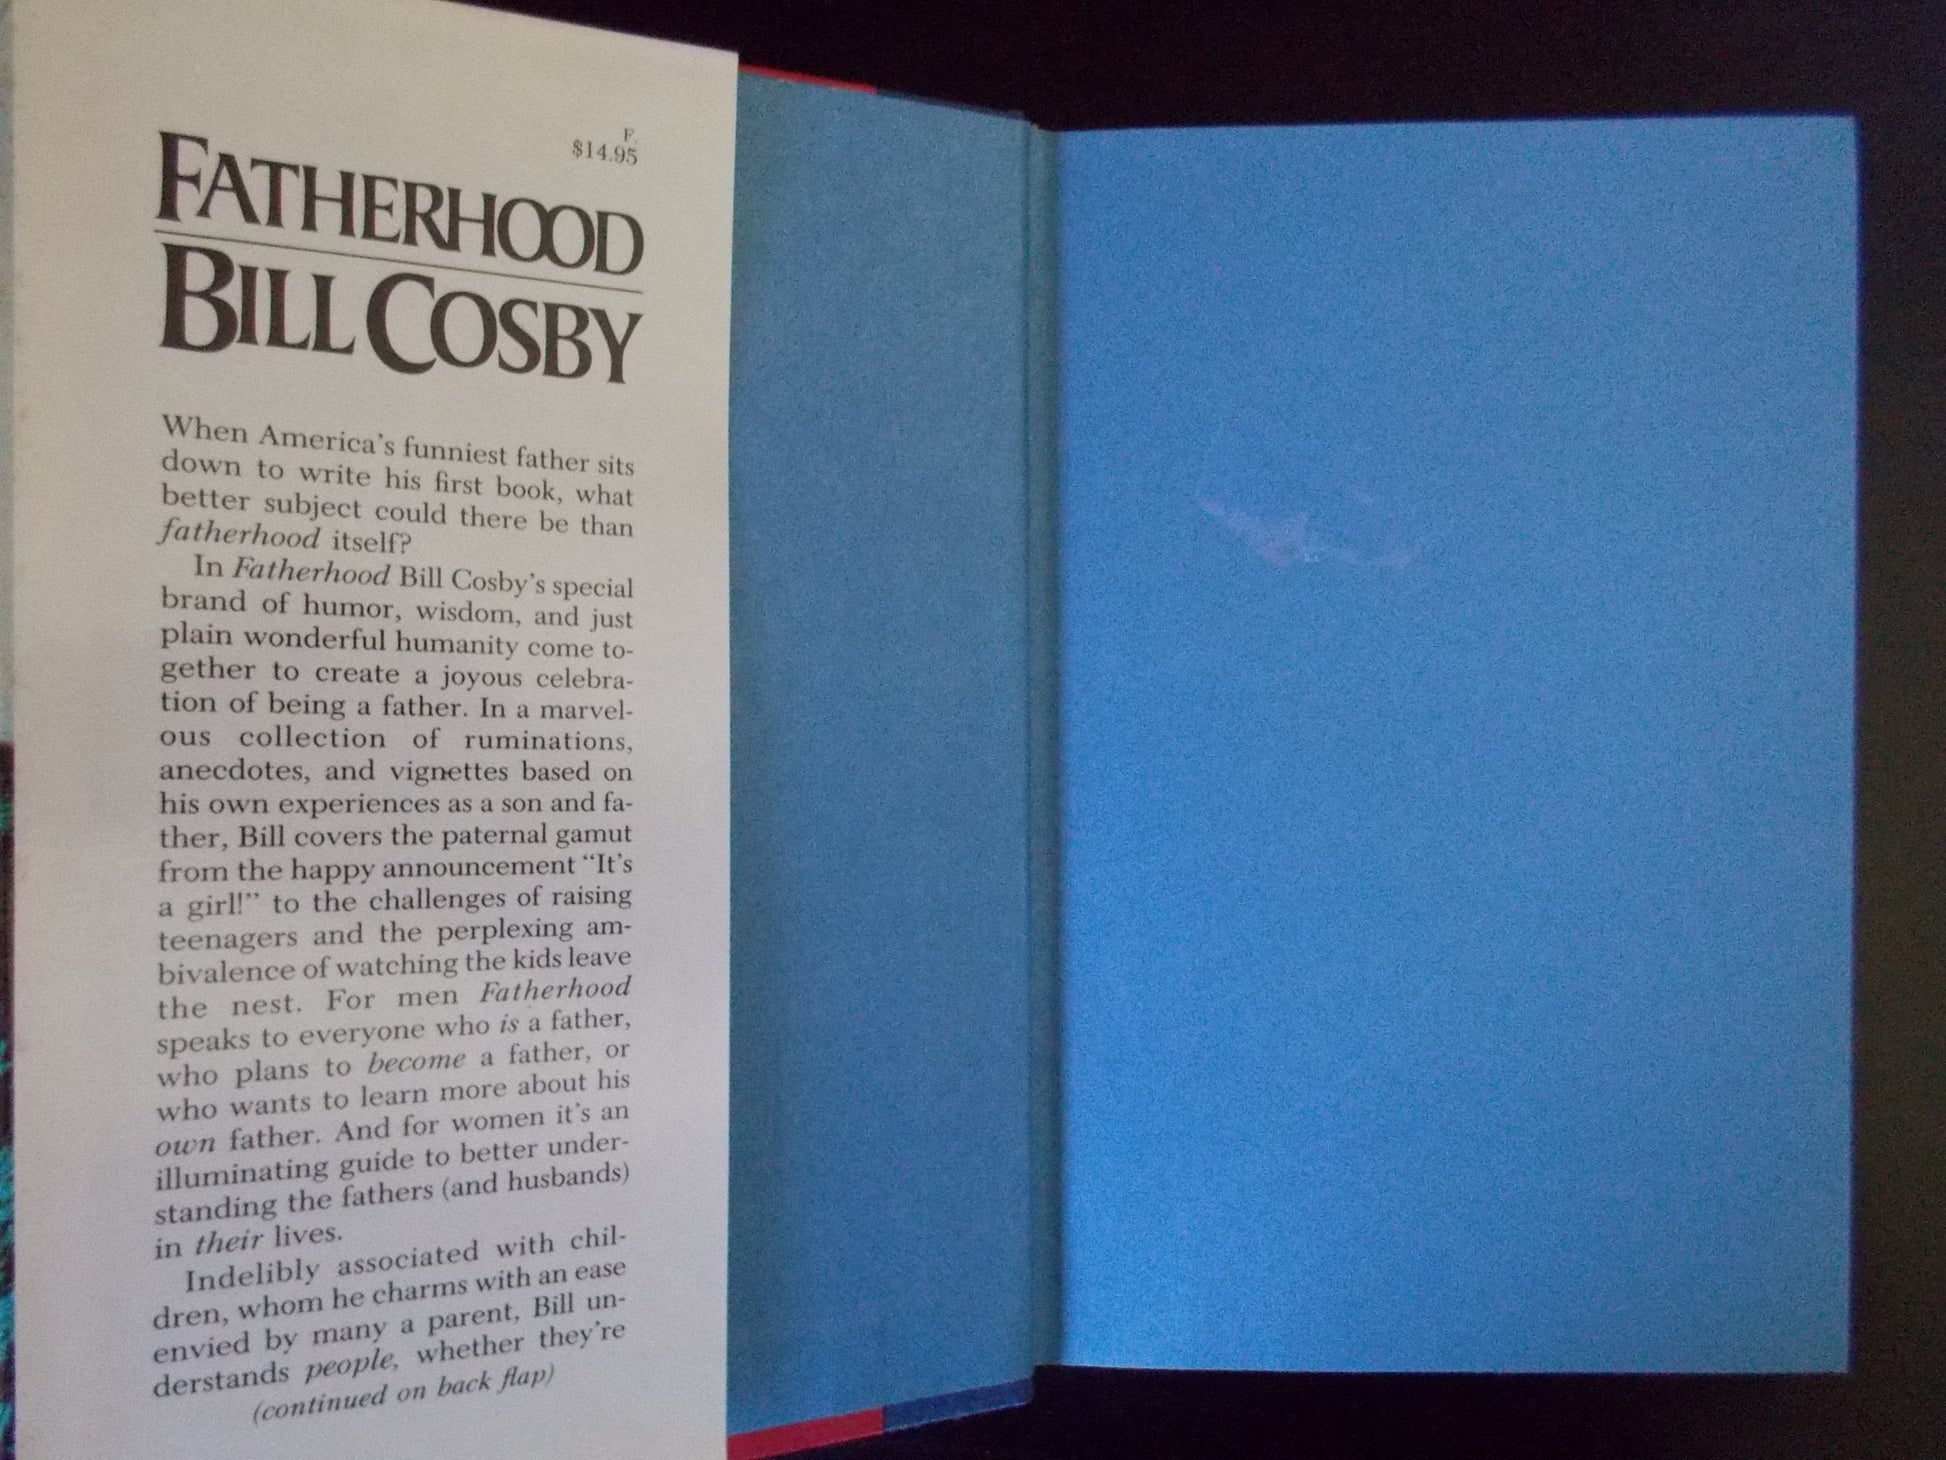 F.
$14.95
FATHERHOOD
BILL COSBY
When America's funniest father sits
down to write his first book, what
better subject could there be than
fatherhood itself?
In Fatherhood Bill Cosby's special
brand of humor, wisdom, and just
plain wonderful humanity come to-
gether to create a joyous celebra-
tion of being a father. In a marvel-
ous collection of ruminations,
anecdotes, and vignettes based on
his own experiences as a son and fa-
ther, Bill covers the paternal gamut
from the happy announcement "It's
a girl!" to the challenges of raising
teenagers and the perplexing am-
bivalence of watching the kids leave
the nest. For men Fatherhood
speaks to everyone who is a father,
who plans to become a father, or
who wants to learn more about his
own father. And for women it's an
illuminating guide to better under-
standing the fathers (and husbands)
in their lives.
Indelibly associated with chil-
dren, whom he charms with an ease
envied by many a parent, Bill un-
derstands people, whether they're
(continued on back flap)